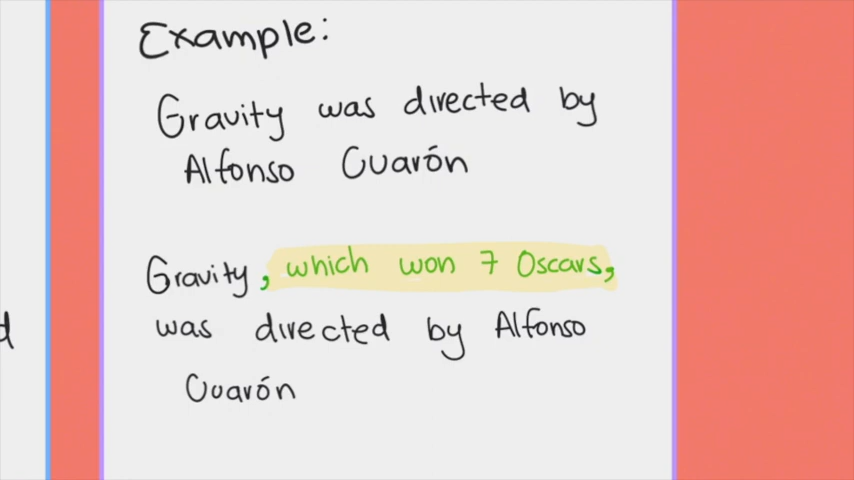 Example:
Gravity was directed by
Alfonso Cuarón
Gravity, which won 7 Oscars,
was directed by Alfonso
Cuarón
d